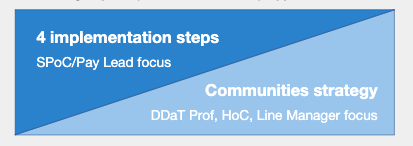 4 implementation steps
SPoC/Pay Lead focus
Communities strategy
DDaT Prof, HoC, Line Manager focus